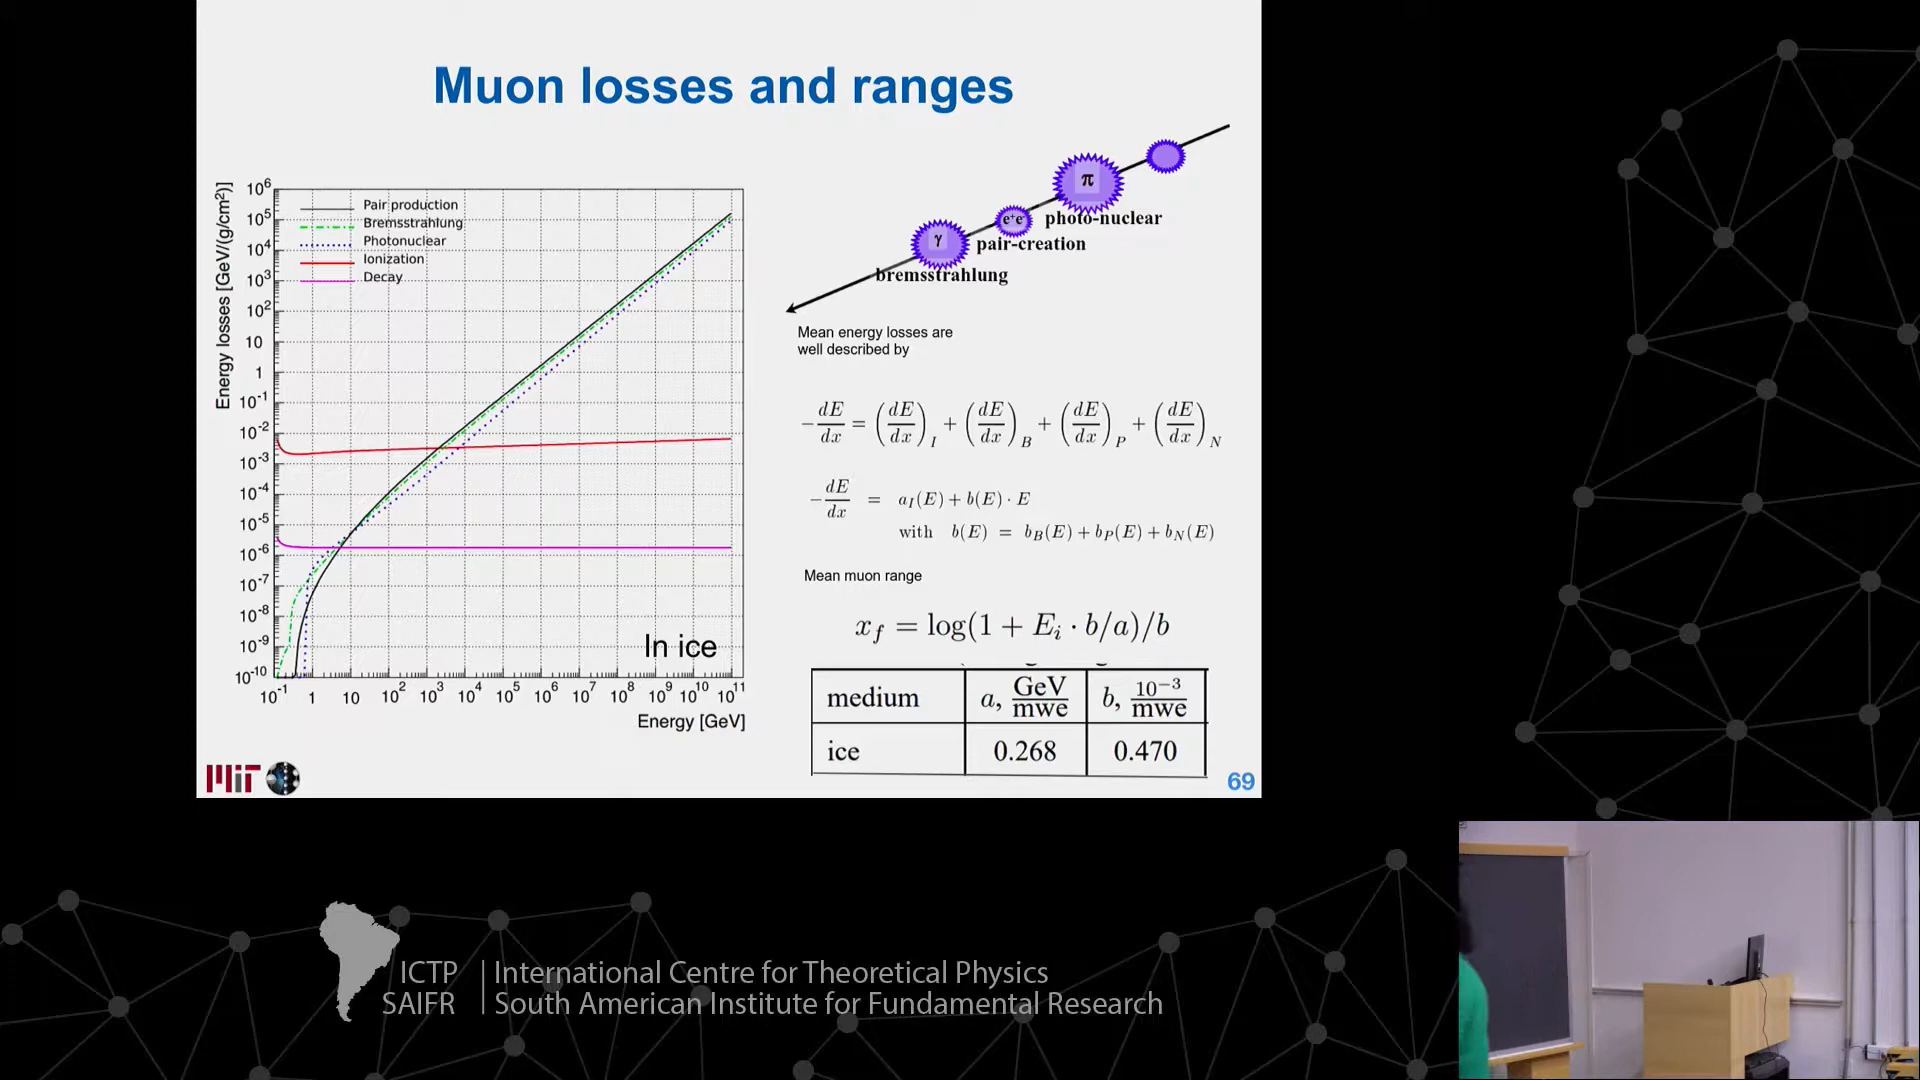 Muon losses and ranges
Energy losses [GeV/(g/cm²)]
10⁶
10⁵
10⁴
10³
10²
10
1
10⁻¹
10⁻²
10⁻³
10⁻⁴
10⁻⁵
10⁻⁶
10⁻⁷
10⁻⁸
10⁻⁹
10⁻¹⁰
Pair production
Bremsstrahlung
Photonuclear
Ionization
Decay
In ice
10⁻¹ 1 10 10² 10³ 10⁴ 10⁵ 10⁶ 10⁷ 10⁸ 10⁹ 10¹⁰ 10¹¹
Energy [GeV]
π
e⁺e⁻
photo-nuclear
γ
pair-creation
bremsstrahlung
Mean energy losses are
well described by
−dE/dx = (dE/dx)_I + (dE/dx)_B + (dE/dx)_P + (dE/dx)_N
−dE/dx = a_I(E) + b(E) · E
with b(E) = b_B(E) + b_P(E) + b_N(E)
Mean muon range
x_f = log(1 + E_i · b/a)/b
medium a, GeV/mwe b, 10⁻³/mwe
ice 0.268 0.470
MIT
69
ICTP International Centre for Theoretical Physics
SAIFR South American Institute for Fundamental Research